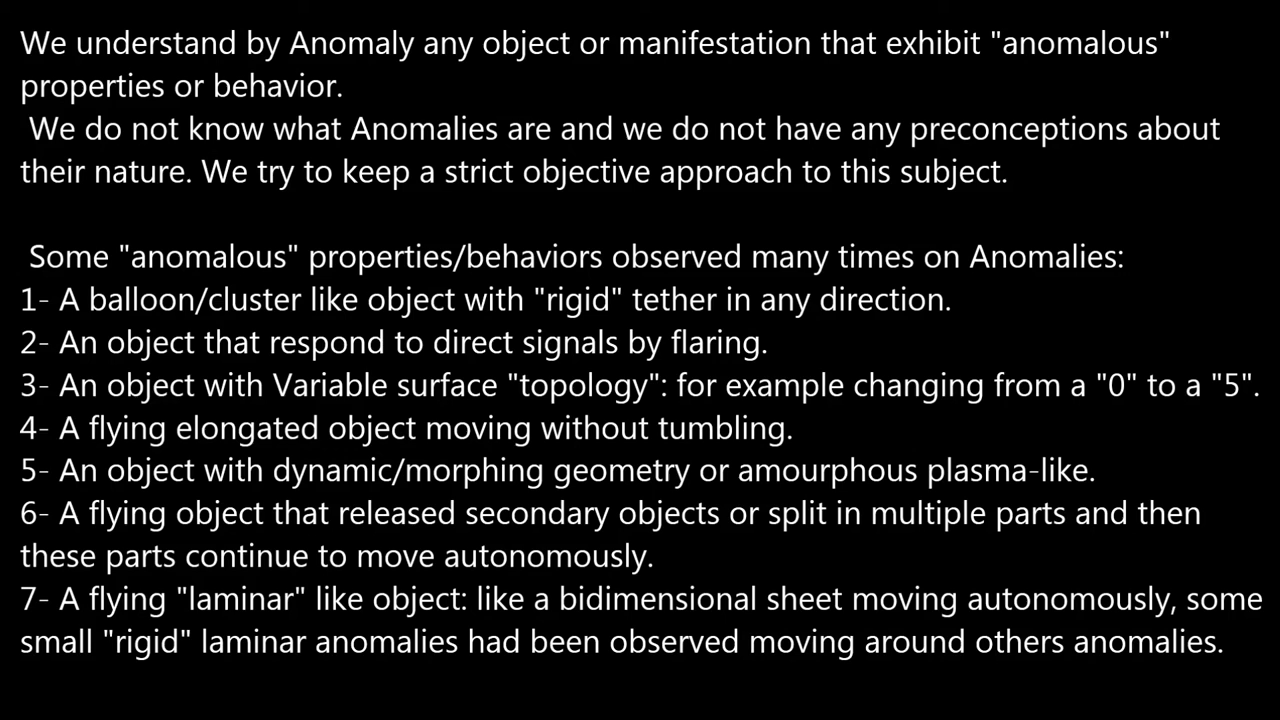 We understand by Anomaly any object or manifestation that exhibit "anomalous"
properties or behavior.
We do not know what Anomalies are and we do not have any preconceptions about
their nature. We try to keep a strict objective approach to this subject.
Some "anomalous" properties/behaviors observed many times on Anomalies:
1- A balloon/cluster like object with "rigid" tether in any direction.
2- An object that respond to direct signals by flaring.
3- An object with Variable surface "topology": for example changing from a "0" to a "5".
4- A flying elongated object moving without tumbling.
5- An object with dynamic/morphing geometry or amourphous plasma-like.
6- A flying object that released secondary objects or split in multiple parts and then
these parts continue to move autonomously.
7- A flying "laminar" like object: like a bidimensional sheet moving autonomously, some
small "rigid" laminar anomalies had been observed moving around others anomalies.